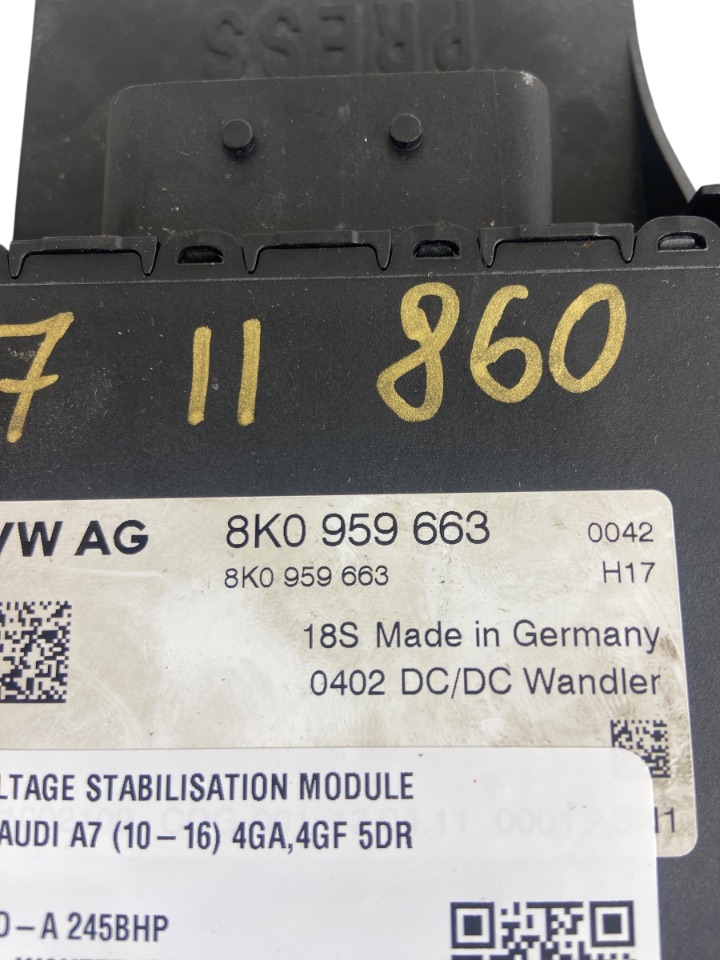 PRESS
7 11 860
VW AG
8K0 959 663 0042
8K0 959 663 H17
18S Made in Germany
0402 DC/DC Wandler
LTAGE STABILISATION MODULE
AUDI A7 (10-16) 4GA,4GF 5DR
D-A 245BHP